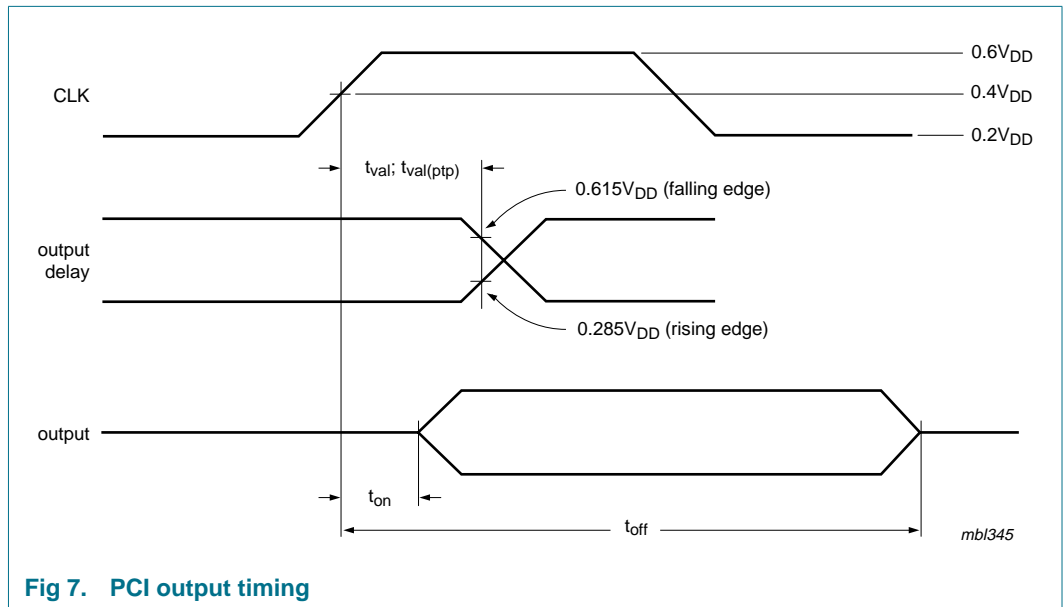 0.6VDD
CLK
0.4VDD
0.2VDD
tval; tval(ptp)
0.615VDD (falling edge)
output
delay
0.285VDD (rising edge)
output
ton
toff
mbl345
Fig 7. PCI output timing